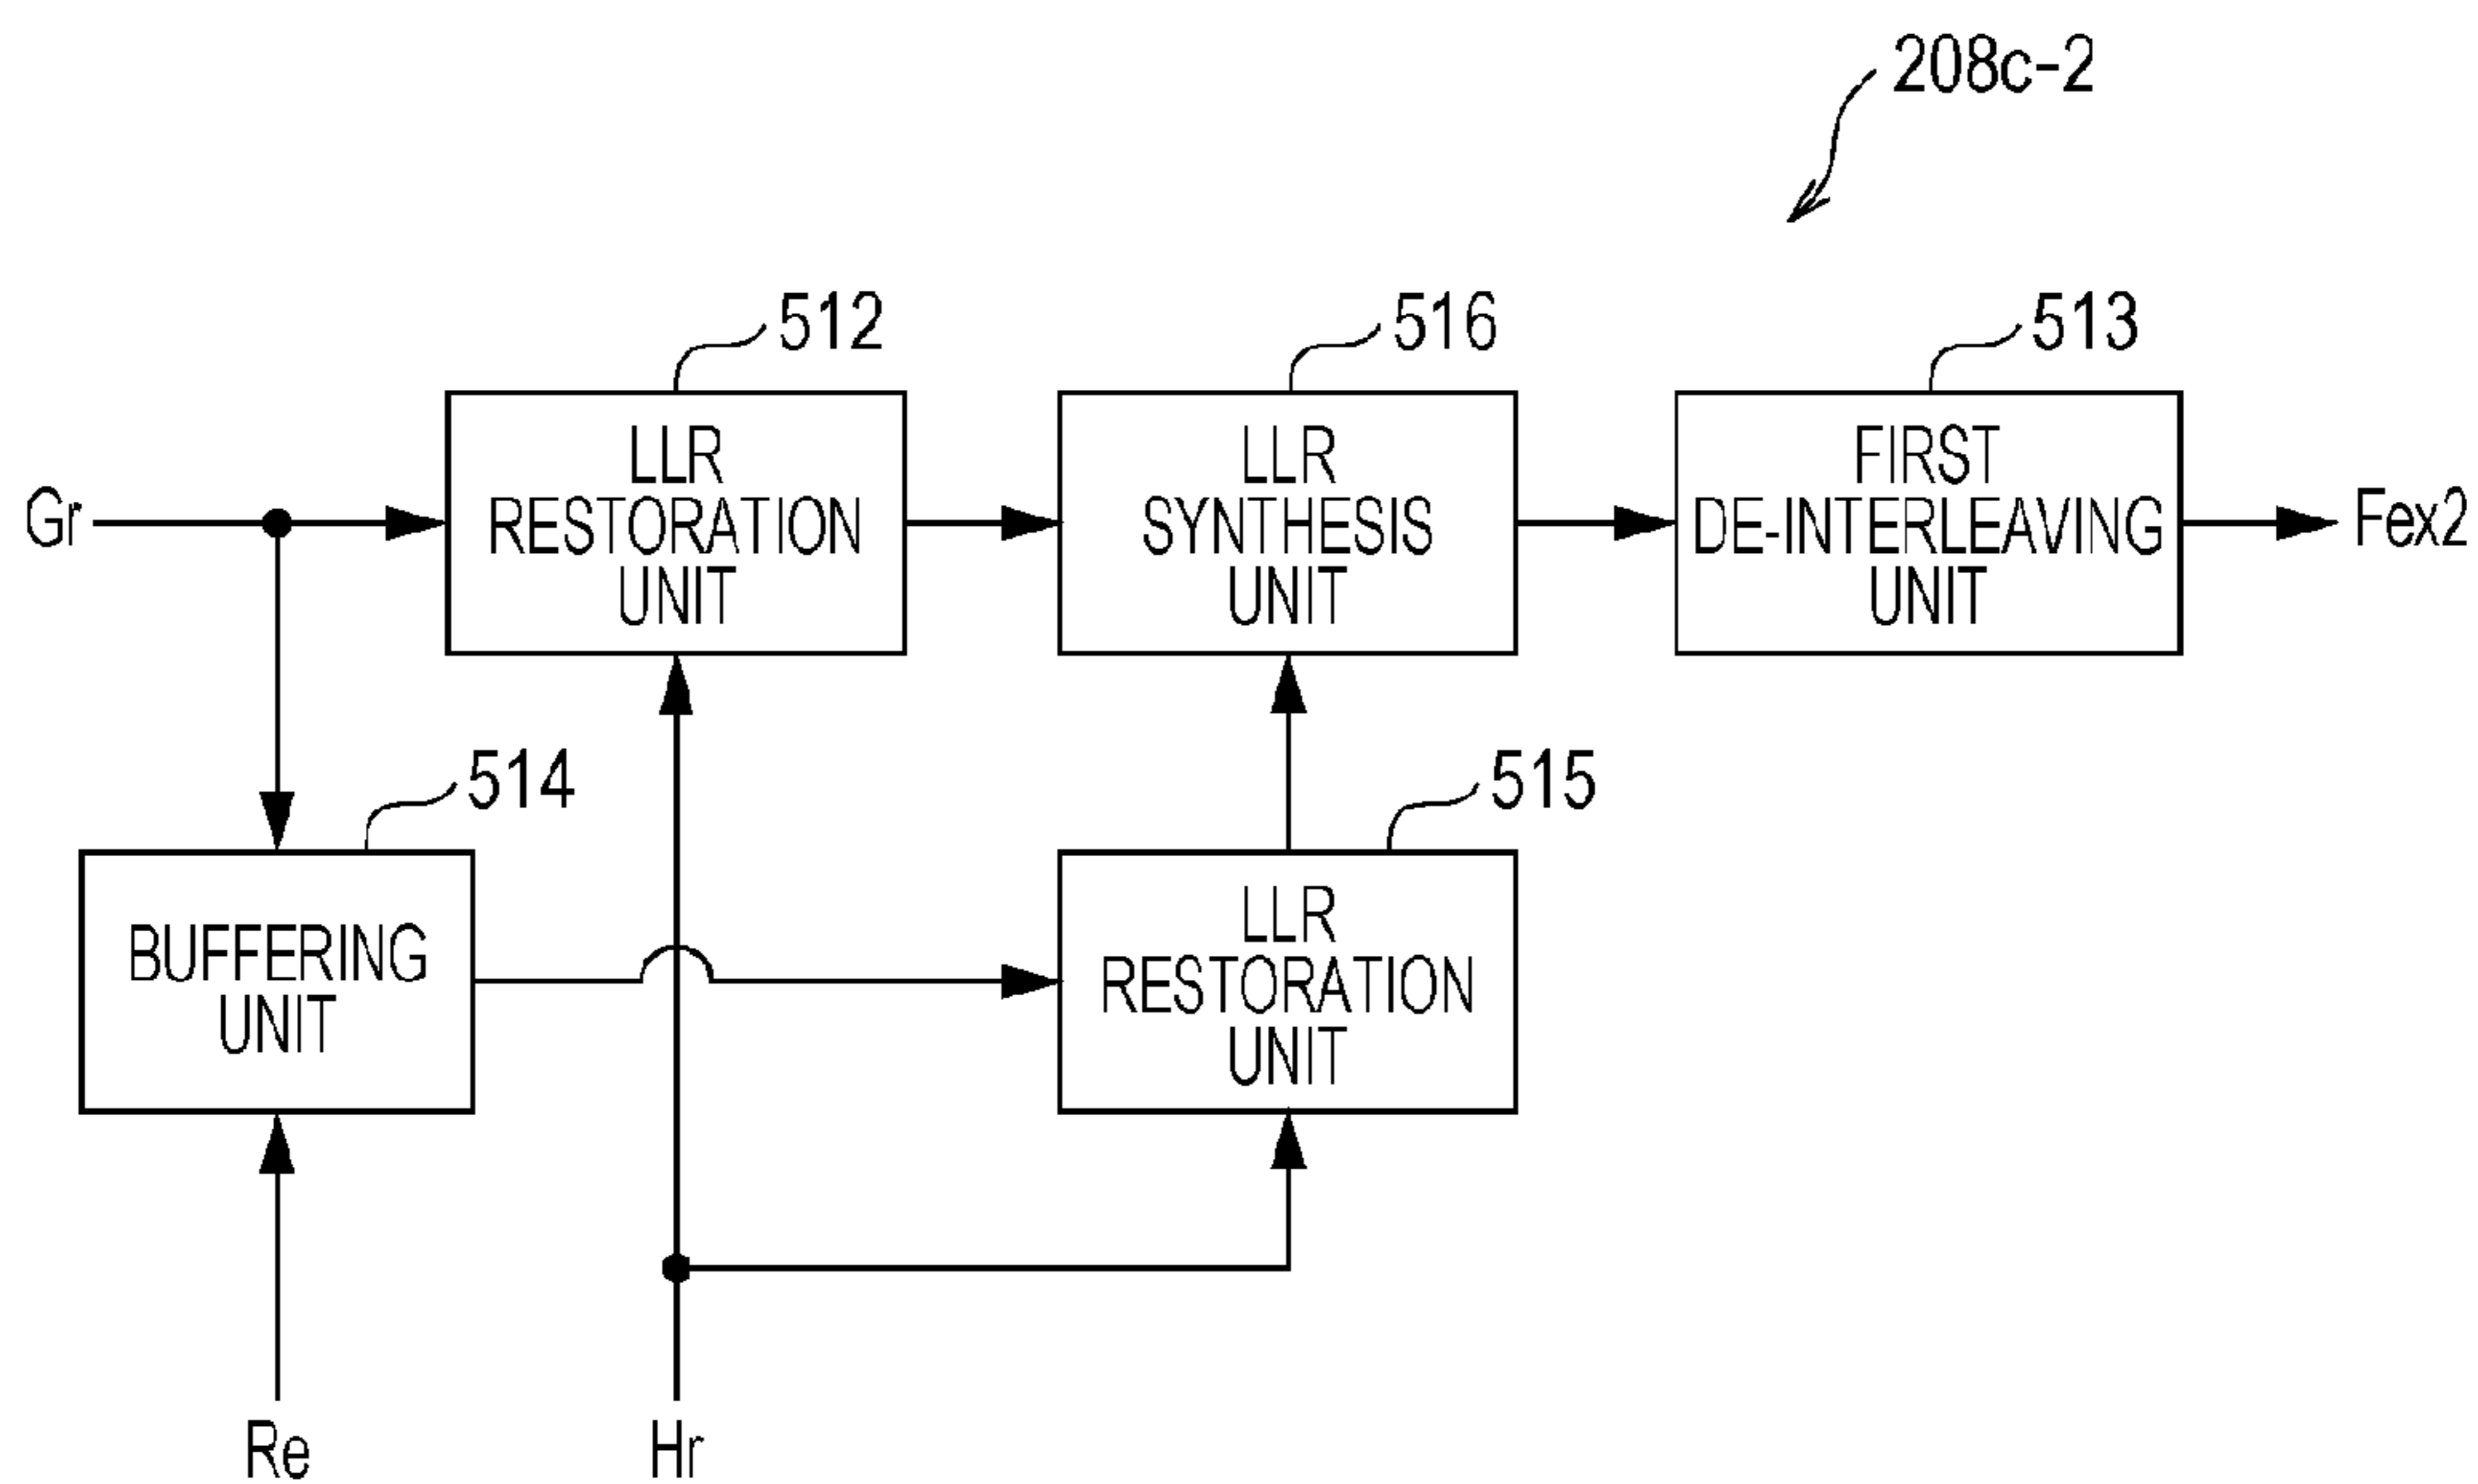 208c-2
512
516
513
LLR
RESTORATION
UNIT
LLR
SYNTHESIS
UNIT
FIRST
DE-INTERLEAVING
UNIT
Gr
Fex2
514
515
BUFFERING
UNIT
LLR
RESTORATION
UNIT
Re
Hr